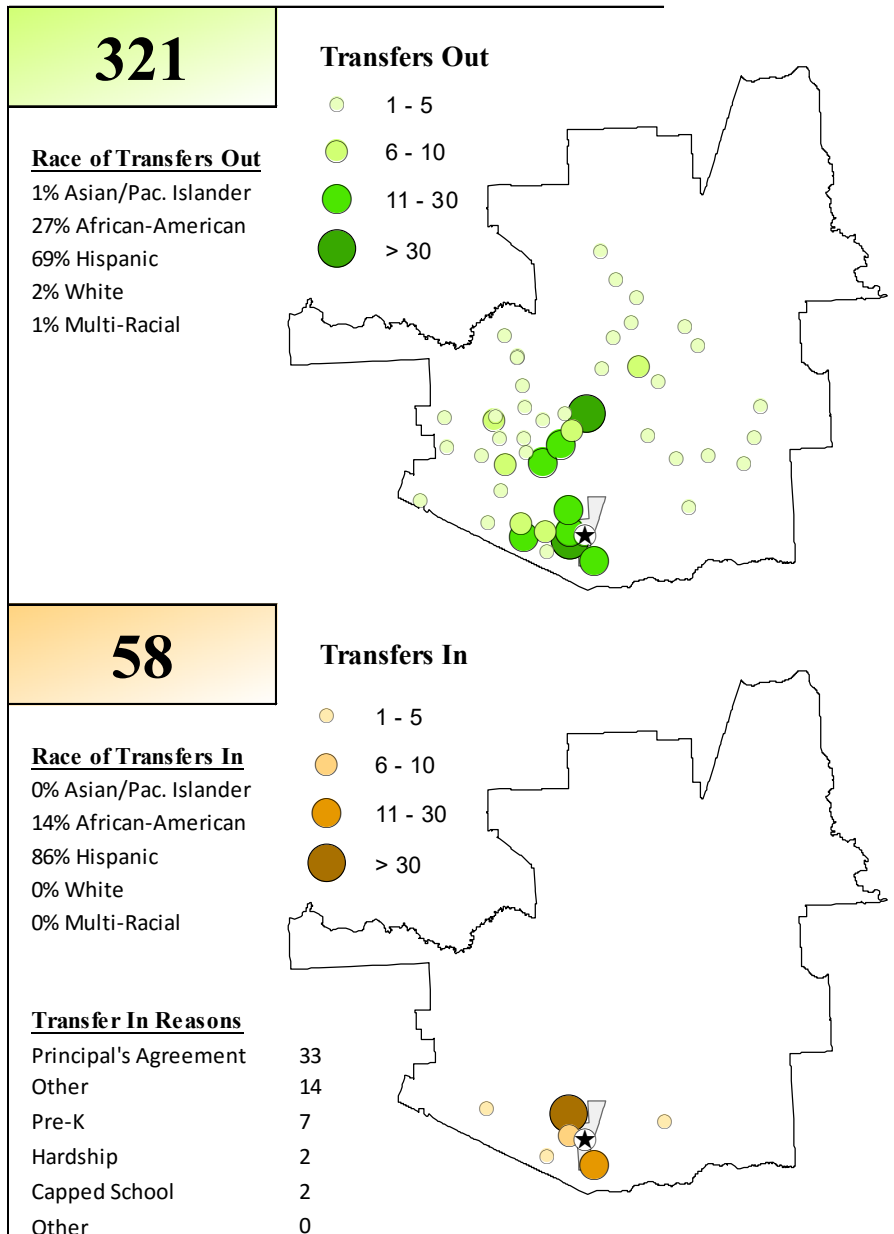 321
Race of Transfers Out
1% Asian/Pac. Islander
27% African-American
69% Hispanic
2% White
1% Multi-Racial
Transfers Out
1 - 5
6 - 10
11 - 30
> 30
58
Race of Transfers In
0% Asian/Pac. Islander
14% African-American
86% Hispanic
0% White
0% Multi-Racial
Transfers In
1 - 5
6 - 10
11 - 30
> 30
Transfer In Reasons
Principal's Agreement 33
Other 14
Pre-K 7
Hardship 2
Capped School 2
Other 0